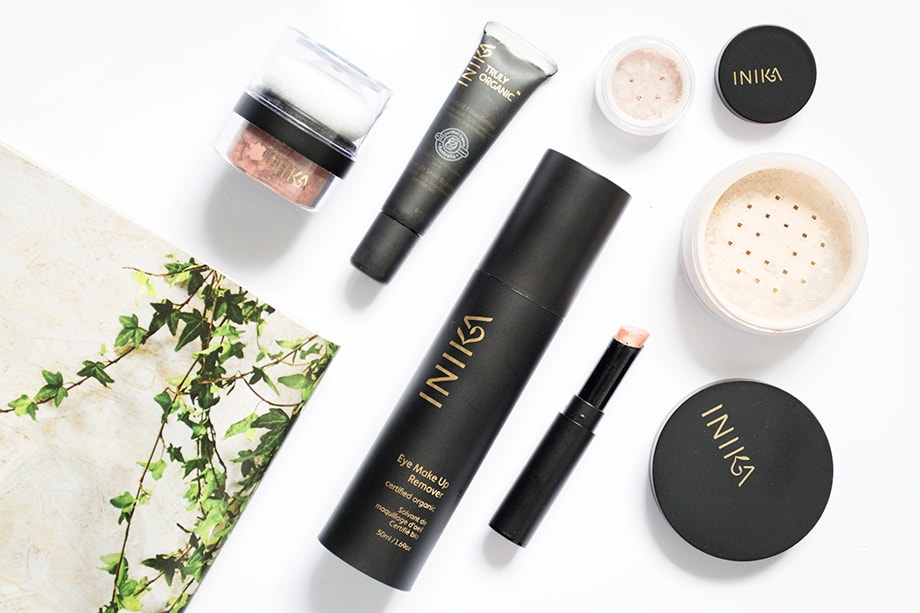 INIKA
INIKA
TRULY
ORGANIC
INIKA
INIKA
Eye Make Up
Remover
certified organic
Solvant de
maquillage d'oeil
Certifié bio
50ml / 1.69oz
INIKA